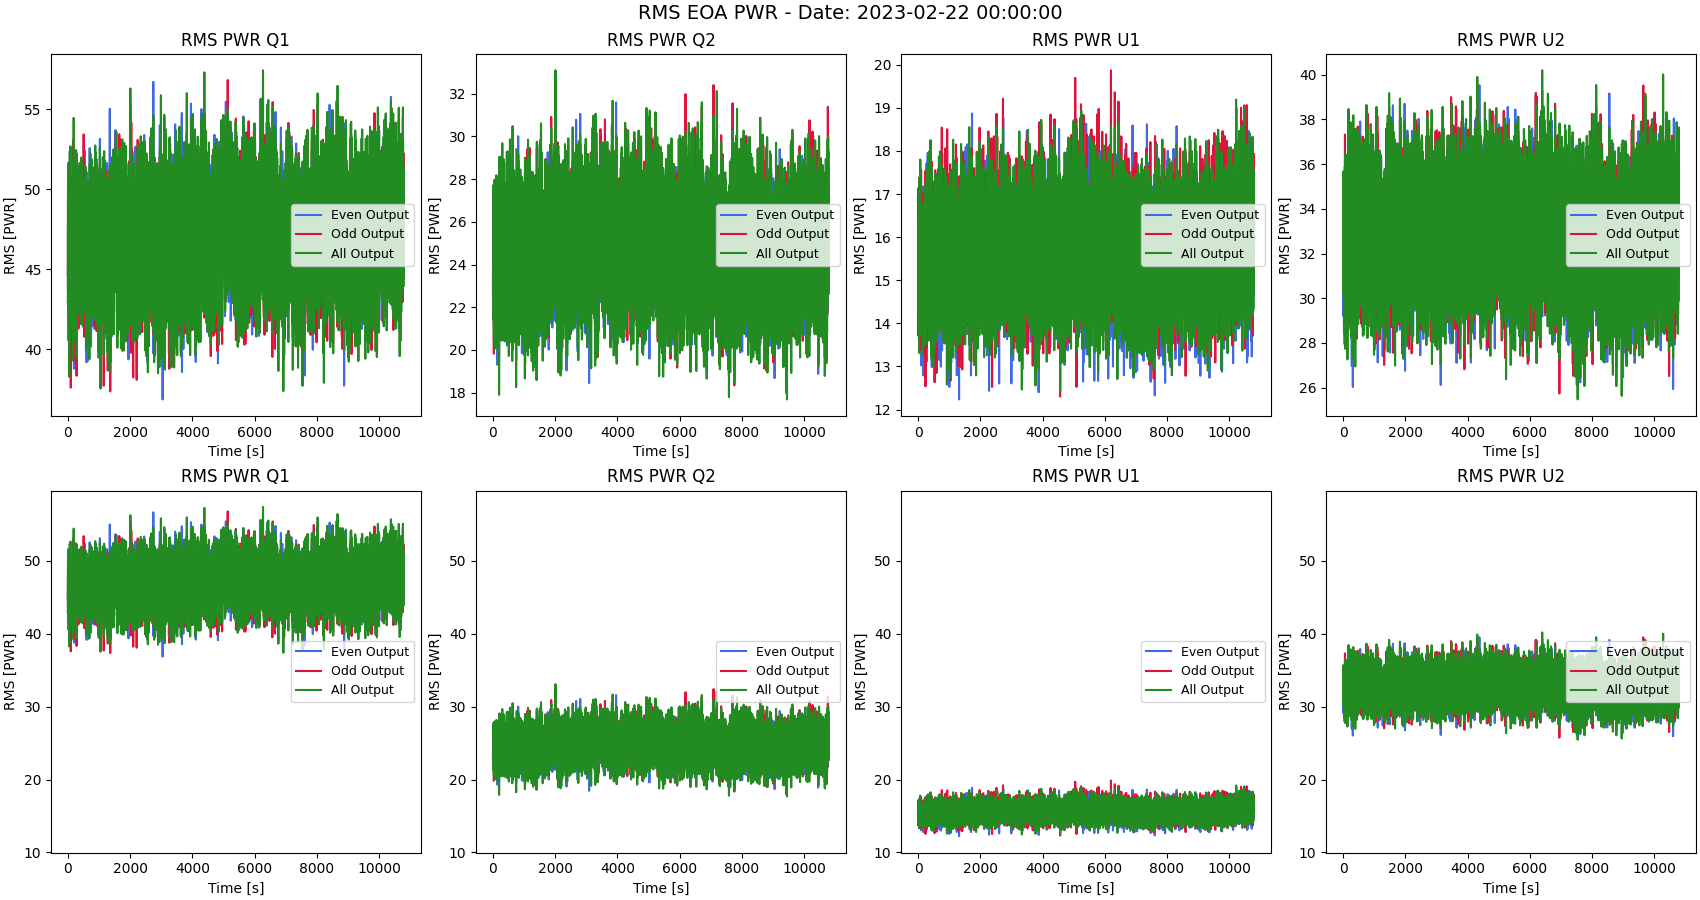 RMS EOA PWR - Date: 2023-02-22 00:00:00
RMS PWR Q1
RMS [PWR]
55
50
45
40
Even Output
Odd Output
All Output
0 2000 4000 6000 8000 10000
Time [s]
RMS PWR Q2
RMS [PWR]
32
30
28
26
24
22
20
18
Even Output
Odd Output
All Output
0 2000 4000 6000 8000 10000
Time [s]
RMS PWR U1
RMS [PWR]
20
19
18
17
16
15
14
13
12
Even Output
Odd Output
All Output
0 2000 4000 6000 8000 10000
Time [s]
RMS PWR U2
RMS [PWR]
40
38
36
34
32
30
28
26
Even Output
Odd Output
All Output
0 2000 4000 6000 8000 10000
Time [s]
RMS PWR Q1
RMS [PWR]
50
40
30
20
10
Even Output
Odd Output
All Output
0 2000 4000 6000 8000 10000
Time [s]
RMS PWR Q2
RMS [PWR]
50
40
30
20
10
Even Output
Odd Output
All Output
0 2000 4000 6000 8000 10000
Time [s]
RMS PWR U1
RMS [PWR]
50
40
30
20
10
Even Output
Odd Output
All Output
0 2000 4000 6000 8000 10000
Time [s]
RMS PWR U2
RMS [PWR]
50
40
30
20
10
Even Output
Odd Output
All Output
0 2000 4000 6000 8000 10000
Time [s]